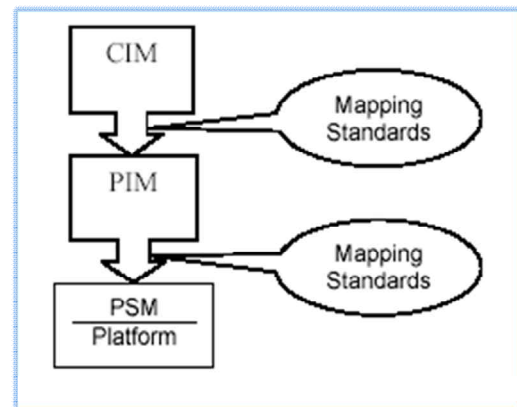 CIM
Mapping
Standards
PIM
Mapping
Standards
PSM
Platform